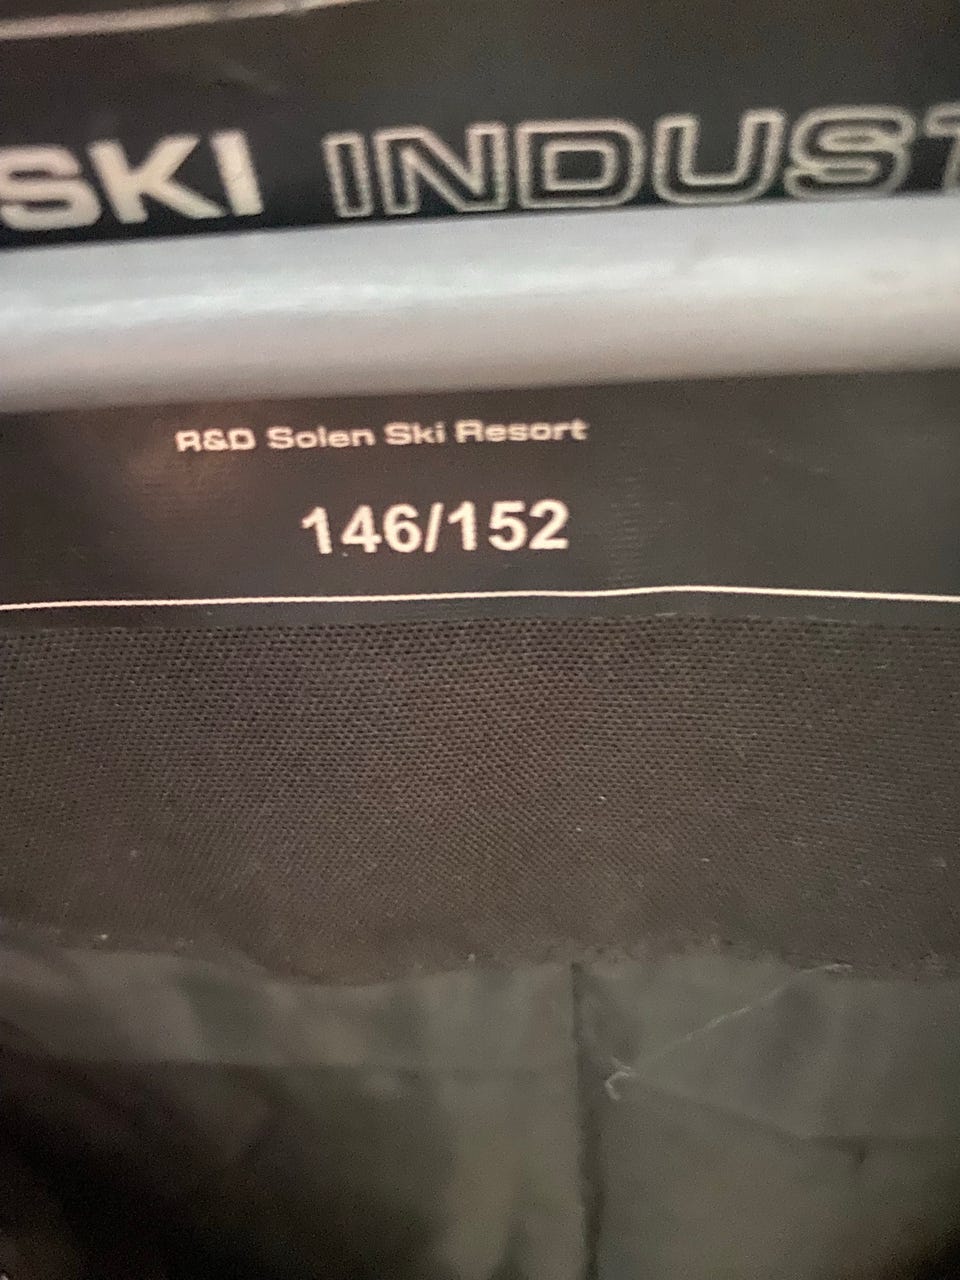 SKI INDUST
R&D Solen Ski Resort
146/152